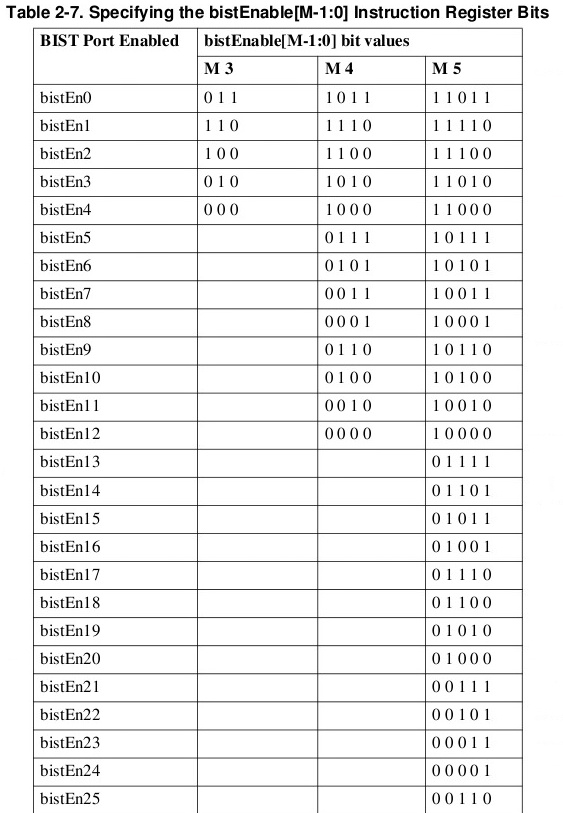 Table 2-7. Specifying the bistEnable[M-1:0] Instruction Register Bits
BIST Port Enabled bistEnable[M-1:0] bit values
M 3 M 4 M 5
bistEn0 0 1 1 1 0 1 1 1 1 0 1 1
bistEn1 1 1 0 1 1 1 0 1 1 1 1 0
bistEn2 1 0 0 1 1 0 0 1 1 1 0 0
bistEn3 0 1 0 1 0 1 0 1 1 0 1 0
bistEn4 0 0 0 1 0 0 0 1 1 0 0 0
bistEn5 0 1 1 1 1 0 1 1 1
bistEn6 0 1 0 1 1 0 1 0 1
bistEn7 0 0 1 1 1 0 0 1 1
bistEn8 0 0 0 1 1 0 0 0 1
bistEn9 0 1 1 0 1 0 1 1 0
bistEn10 0 1 0 0 1 0 1 0 0
bistEn11 0 0 1 0 1 0 0 1 0
bistEn12 0 0 0 0 1 0 0 0 0
bistEn13 0 1 1 1 1
bistEn14 0 1 1 0 1
bistEn15 0 1 0 1 1
bistEn16 0 1 0 0 1
bistEn17 0 1 1 1 0
bistEn18 0 1 1 0 0
bistEn19 0 1 0 1 0
bistEn20 0 1 0 0 0
bistEn21 0 0 1 1 1
bistEn22 0 0 1 0 1
bistEn23 0 0 0 1 1
bistEn24 0 0 0 0 1
bistEn25 0 0 1 1 0